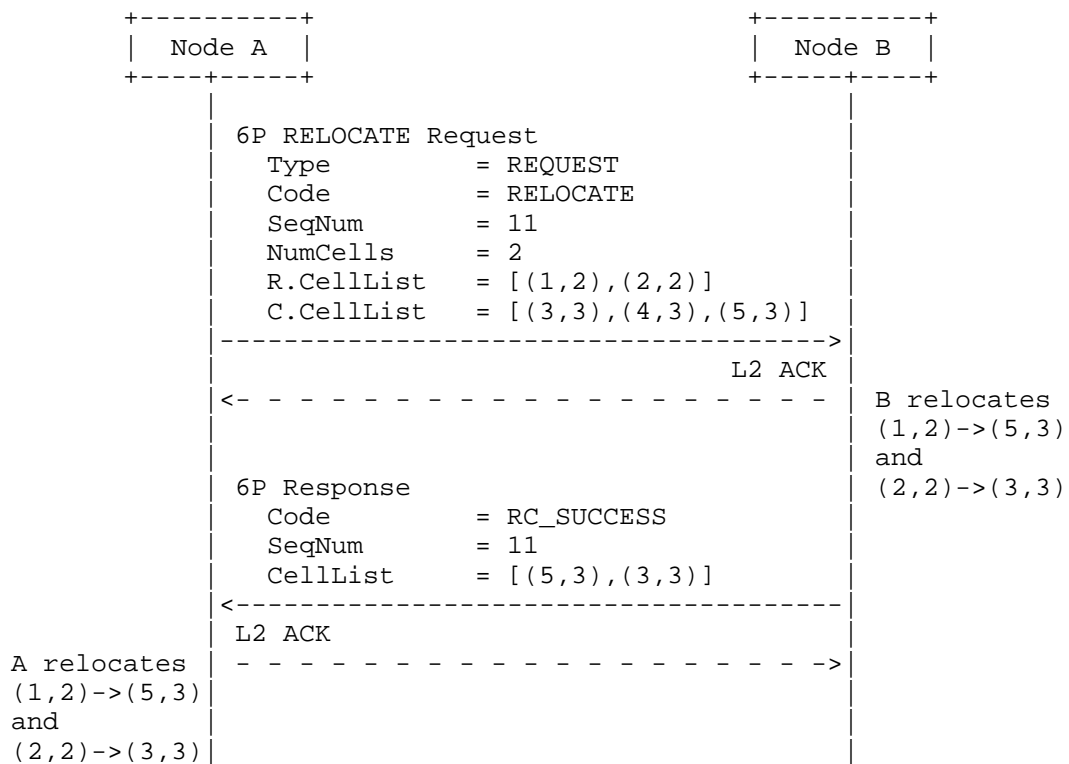 Node A Node B
6P RELOCATE Request
Type = REQUEST
Code = RELOCATE
SeqNum = 11
NumCells = 2
R.CellList = [(1,2),(2,2)]
C.CellList = [(3,3),(4,3),(5,3)]
L2 ACK
B relocates
(1,2)->(5,3)
and
(2,2)->(3,3)
6P Response
Code = RC_SUCCESS
SeqNum = 11
CellList = [(5,3),(3,3)]
L2 ACK
A relocates
(1,2)->(5,3)
and
(2,2)->(3,3)